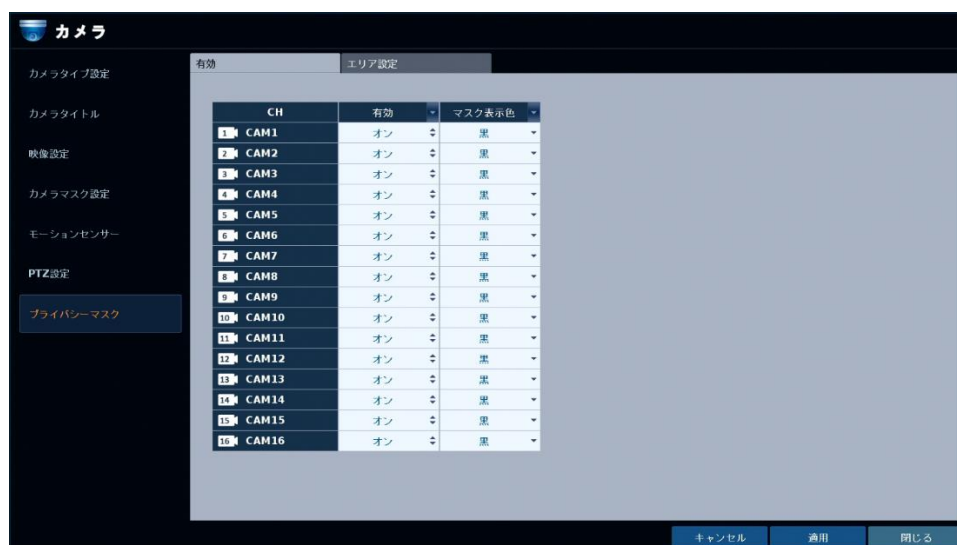 カメラ
カメラタイプ設定
カメラタイトル
映像設定
カメラマスク設定
モーションセンサー
PTZ設定
プライバシーマスク
有効 エリア設定
CH 有効 マスク表示色
1 CAM1 オン 黒
2 CAM2 オン 黒
3 CAM3 オン 黒
4 CAM4 オン 黒
5 CAM5 オン 黒
6 CAM6 オン 黒
7 CAM7 オン 黒
8 CAM8 オン 黒
9 CAM9 オン 黒
10 CAM10 オン 黒
11 CAM11 オン 黒
12 CAM12 オン 黒
13 CAM13 オン 黒
14 CAM14 オン 黒
15 CAM15 オン 黒
16 CAM16 オン 黒
キャンセル 適用 閉じる